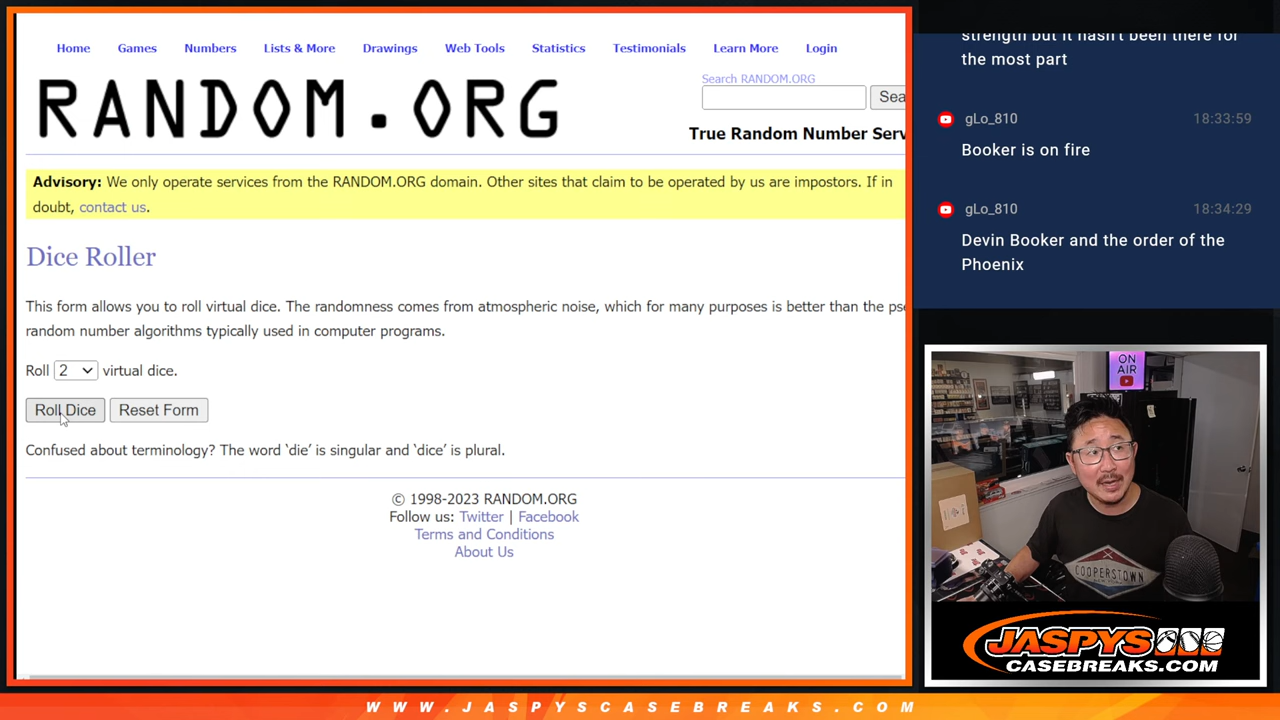 Home Games Numbers Lists & More Drawings Web Tools Statistics Testimonials Learn More Login
Search RANDOM.ORG
RANDOM.ORG
Sea
True Random Number Serv
Advisory: We only operate services from the RANDOM.ORG domain. Other sites that claim to be operated by us are impostors. If in
doubt, contact us.
Dice Roller
This form allows you to roll virtual dice. The randomness comes from atmospheric noise, which for many purposes is better than the pse
random number algorithms typically used in computer programs.
Roll 2 virtual dice.
Roll Dice Reset Form
Confused about terminology? The word ‘die’ is singular and ‘dice’ is plural.
© 1998-2023 RANDOM.ORG
Follow us: Twitter | Facebook
Terms and Conditions
About Us
strength but it hasn't been there for
the most part
gLo_810 18:33:59
Booker is on fire
gLo_810 18:34:29
Devin Booker and the order of the
Phoenix
ON
AIR
COOPERSTOWN
JASPYS
CASEBREAKS.COM
WWW.JASPYSCASEBREAKS.COM